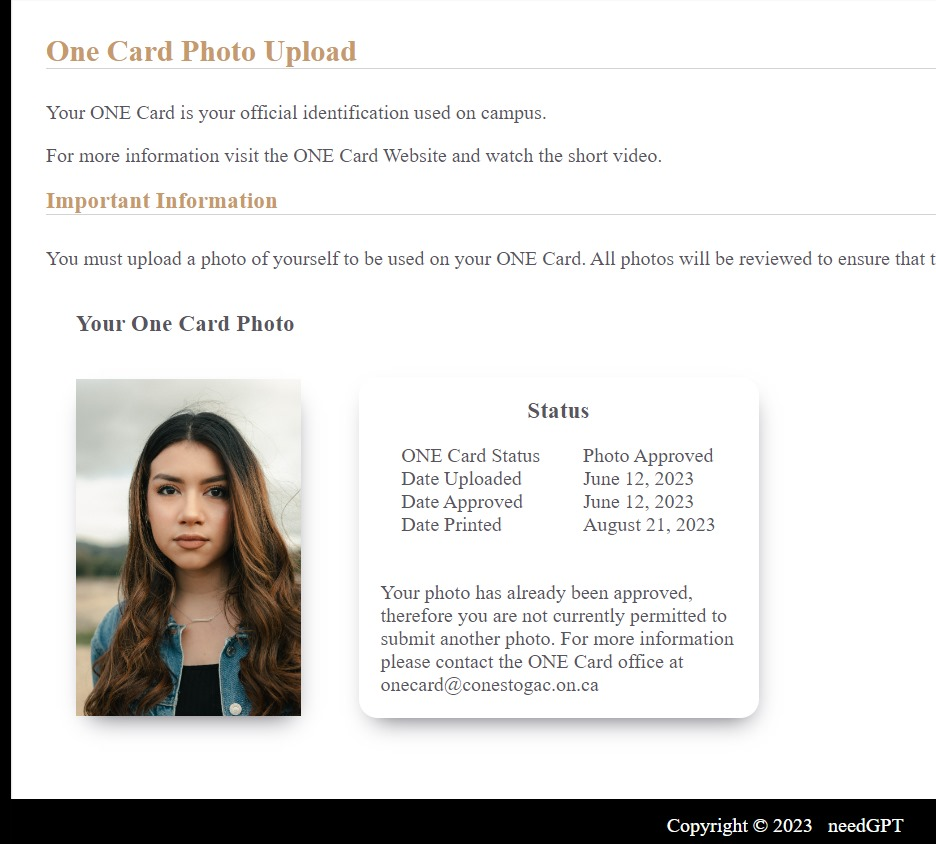 One Card Photo Upload
Your ONE Card is your official identification used on campus.
For more information visit the ONE Card Website and watch the short video.
Important Information
You must upload a photo of yourself to be used on your ONE Card. All photos will be reviewed to ensure that
Your One Card Photo
Status
ONE Card Status Photo Approved
Date Uploaded June 12, 2023
Date Approved June 12, 2023
Date Printed August 21, 2023
Your photo has already been approved,
therefore you are not currently permitted to
submit another photo. For more information
please contact the ONE Card office at
onecard@conestogac.on.ca
Copyright © 2023 needGPT